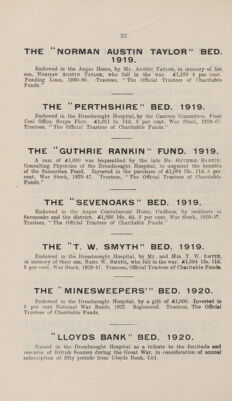 32
THE "NORMAN AUSTIN TAYLOR" BED.
1919.
Endowed in the Angas Home, by Mr. AUSTIN TAYLOR, in memory of his
son, NORMAN AUSTIN TAYLOR, who fell in the war. £1,255 4 per cent.
Funding Loan, 1960-90. Trustees, "The Official Trustees of Charitable
Funds."
THE "PERTHSHIRE" BED. 1919.
Endowed in the Dreadnought Hospital, by the Canteen Committee, Fleet
Coal Office, Scapa Flow. £1,051 1s. 11d. 5 per cent. War Stock, 1929-47.
Trustees, "The Official Trustees of Charitable Funds."
THE "GUTHRIE RANKIN" FUND. 1919.
A sum of £1,000 was bequeathed by the late Dr. GUTHRIE RANKIN,
Consulting Physician of the Dreadnought Hospital, to augment the benefits
of the Samaritan Fund. Invested in the purchase of £1,084 13s. 11d. 5 per
cent. War Stock, 1929-47. Trustees, "The Official Trustees of Charitable
Funds."
THE "SEVENOAKS" BED. 1919.
Endowed in the Angas Convalescent Home, Cudham, by residents in
Sevenoaks and the district. 5 per cent. War Stock, 1929-47.
Trustees, "The Official Trustees of Charitable Funds."
THE "T. W. SMYTH" BED. 1919.
Endowed in the Dreadnought Hospital, by Mr. and Mrs. T. W. SMYTH,
in memory of their son, BASIL W. SMYTH, who fell in the war. £1,084 13s. 11d.
5 per cent. War Stock, 1929-47. Trustees, Official Trustees of Charitable Funds.
THE "MINESWEEPERS'" BED. 1920.
Endowed in the Dreadnought Hospital, by a gift of £1,000. Invested in
5 per cent National War Bonds, 1927. Registered. Trustees, The Official
Trustees of Charitable Funds.
"LLOYDS BANK" BED. 1920.
Named in the Dreadnought Hospital as a tribute to the fortitude and
resource of British Seamen during the Great War, in consideration of annual
subscription of fifty pounds from Lloyds Bank, Ltd.